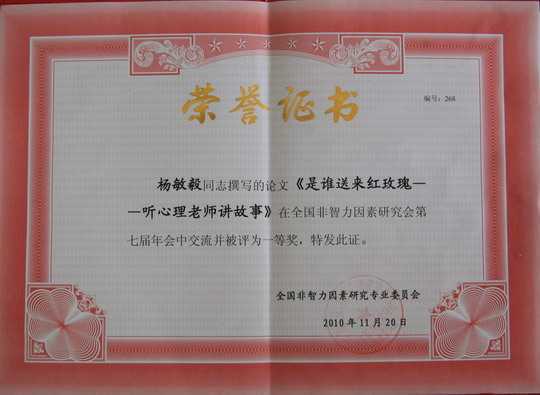 荣誉证书
编号：268
杨敏毅同志撰写的论文《是谁送来红玫瑰—
—听心理老师讲故事》在全国非智力因素研究会第
七届年会中交流并被评为一等奖，特发此证。
全国非智力因素研究专业委员会
2010年11月20日